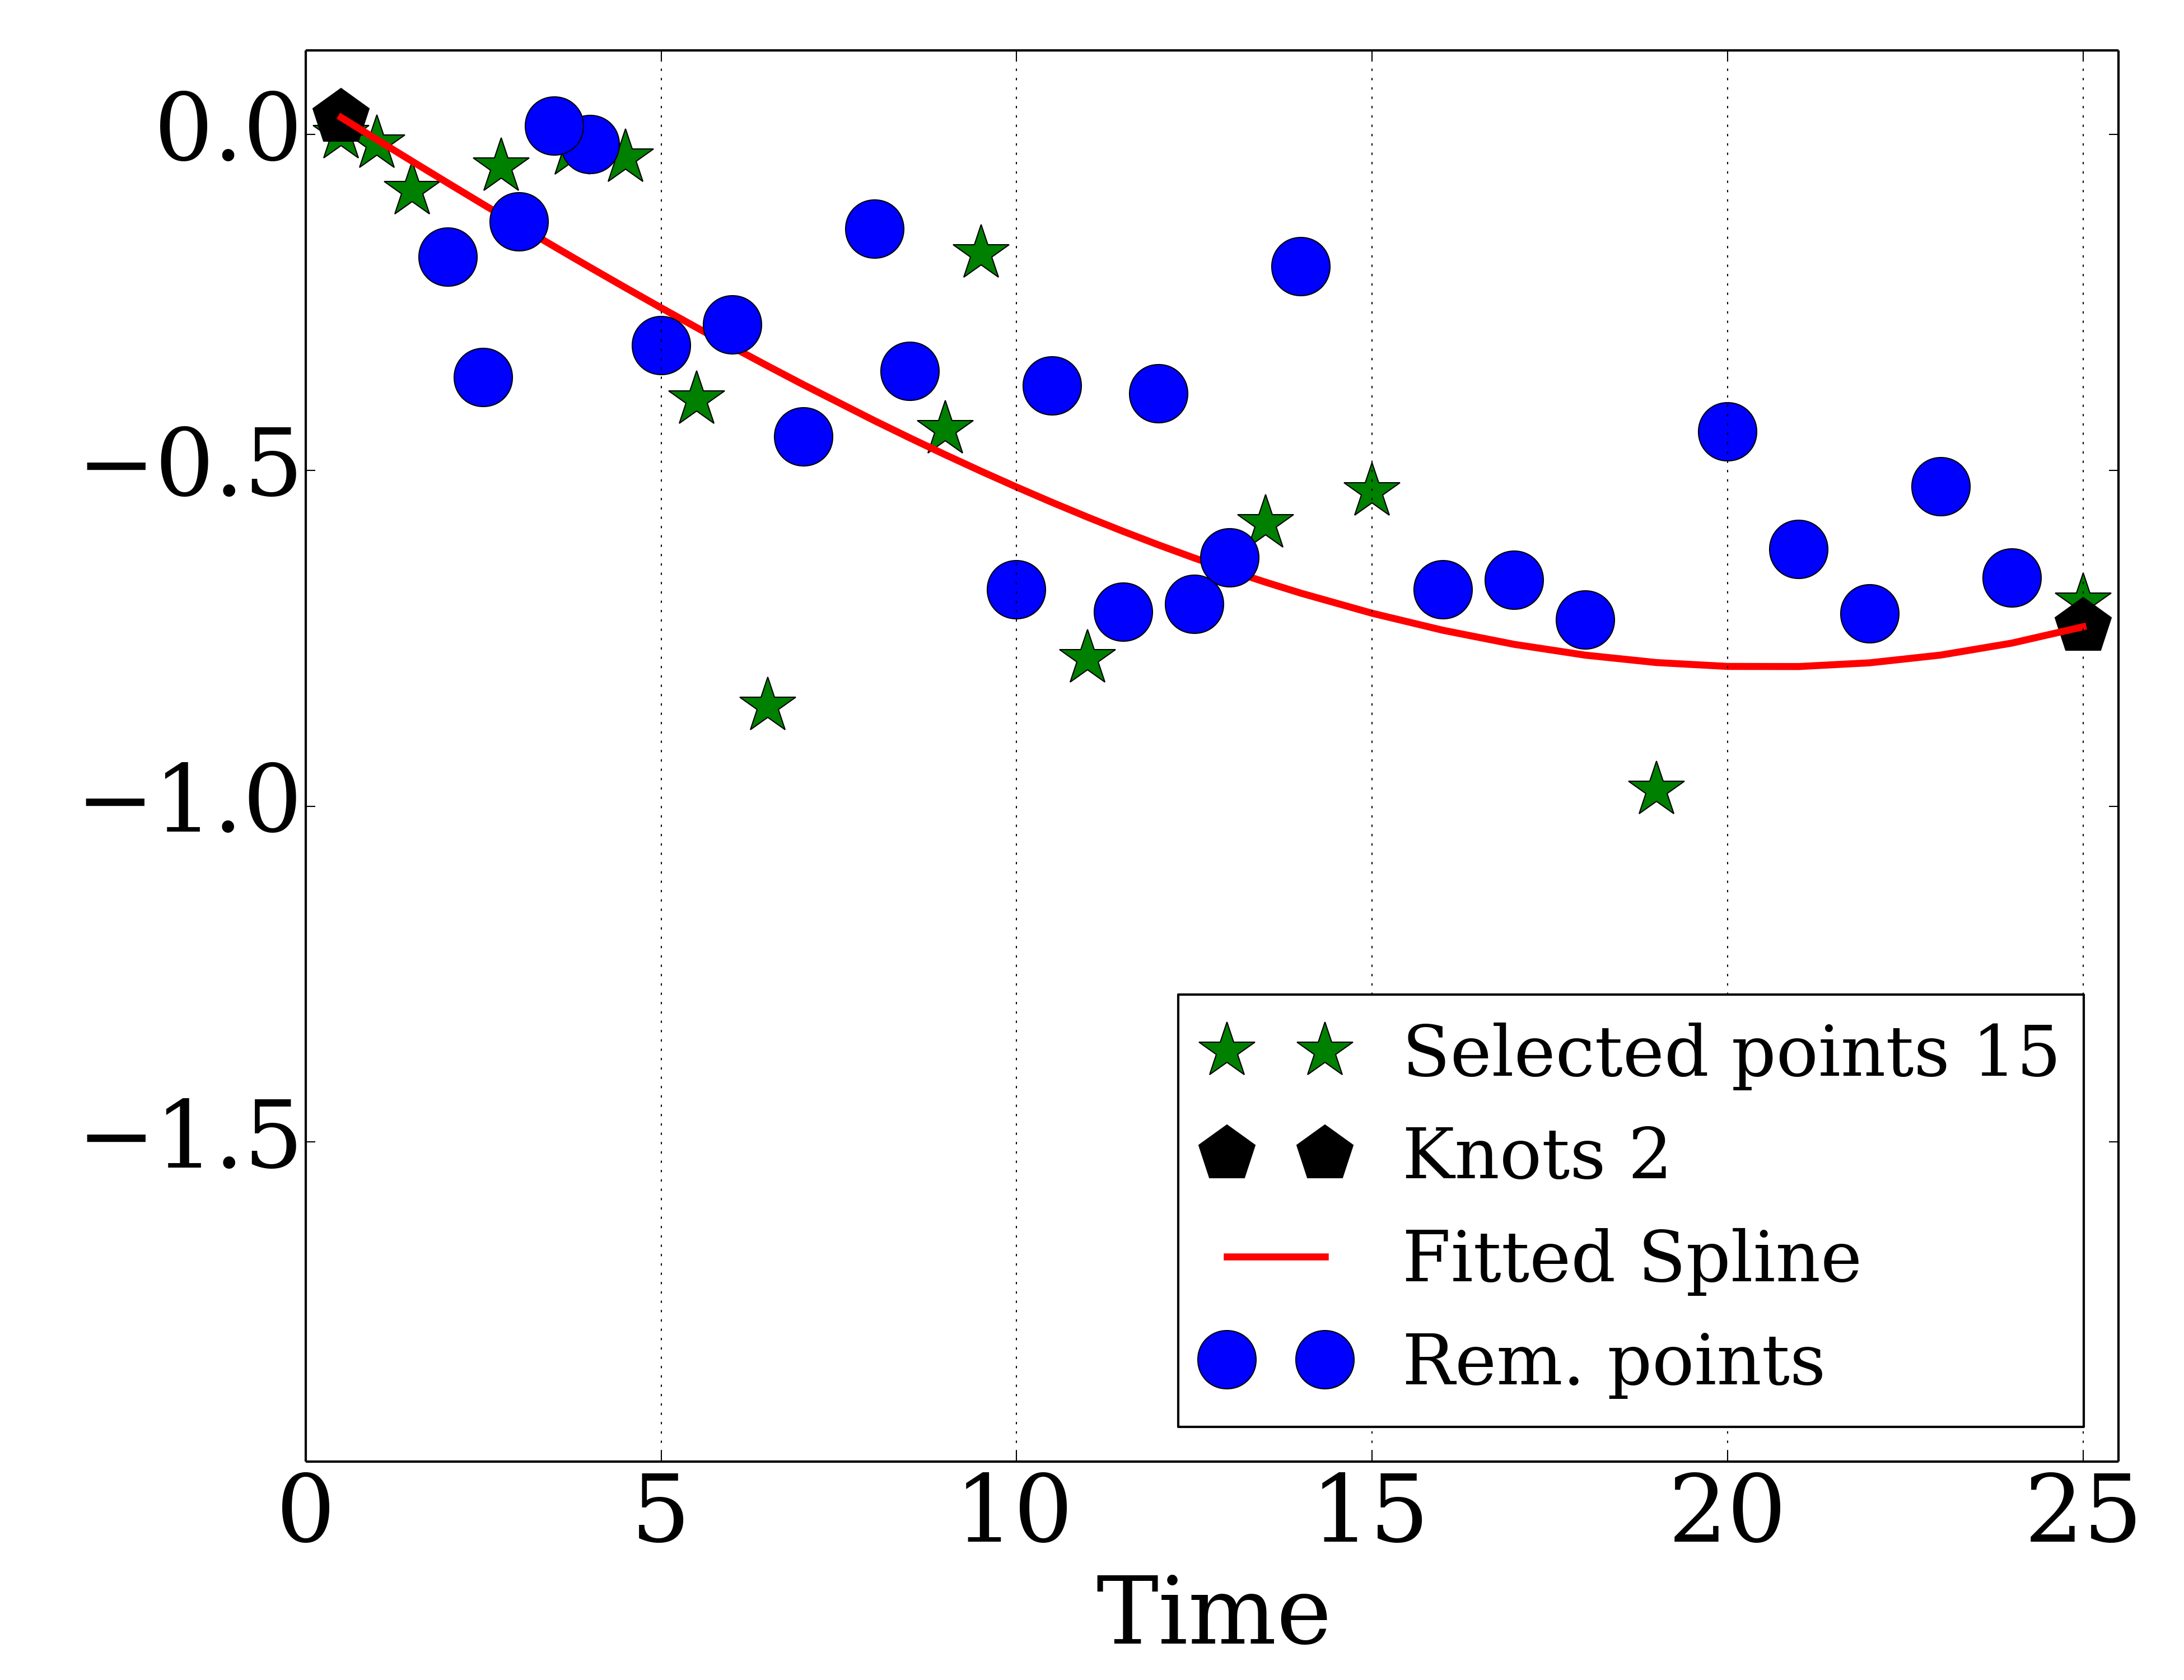 0.0
−0.5
−1.0
−1.5
Selected points 15
Knots 2
Fitted Spline
Rem. points
0 5 10 15 20 25
Time